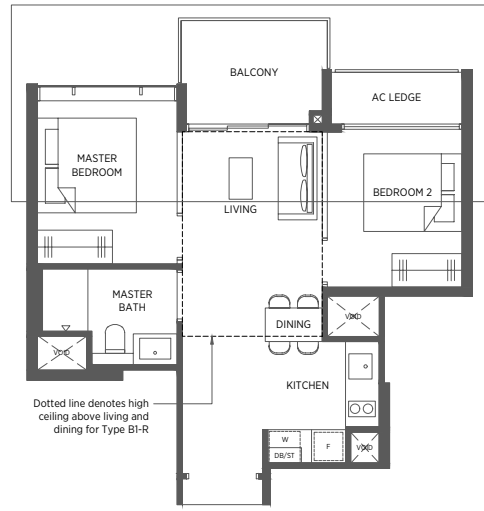 BALCONY
AC LEDGE
MASTER
BEDROOM
BEDROOM 2
LIVING
MASTER
BATH
DINING
VOID
VOID
KITCHEN
Dotted line denotes high
ceiling above living and
dining for Type B1-R
W
F
DB/ST
VOID